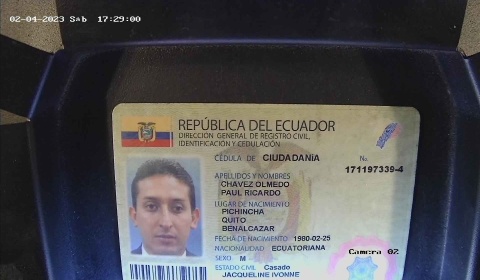 02-04-2023 Sab 17:29:00
REPÚBLICA DEL ECUADOR
DIRECCIÓN GENERAL DE REGISTRO CIVIL,
IDENTIFICACIÓN Y CEDULACIÓN
CÉDULA DE CIUDADANÍA No.
171197339-4
APELLIDOS Y NOMBRES
CHAVEZ OLMEDO
PAUL RICARDO
LUGAR DE NACIMIENTO
PICHINCHA
QUITO
BENALCAZAR
FECHA DE NACIMIENTO 1980-02-25
NACIONALIDAD ECUATORIANA
SEXO M
Camera 02
ESTADO CIVIL Casado
JACQUELINE IVONNE